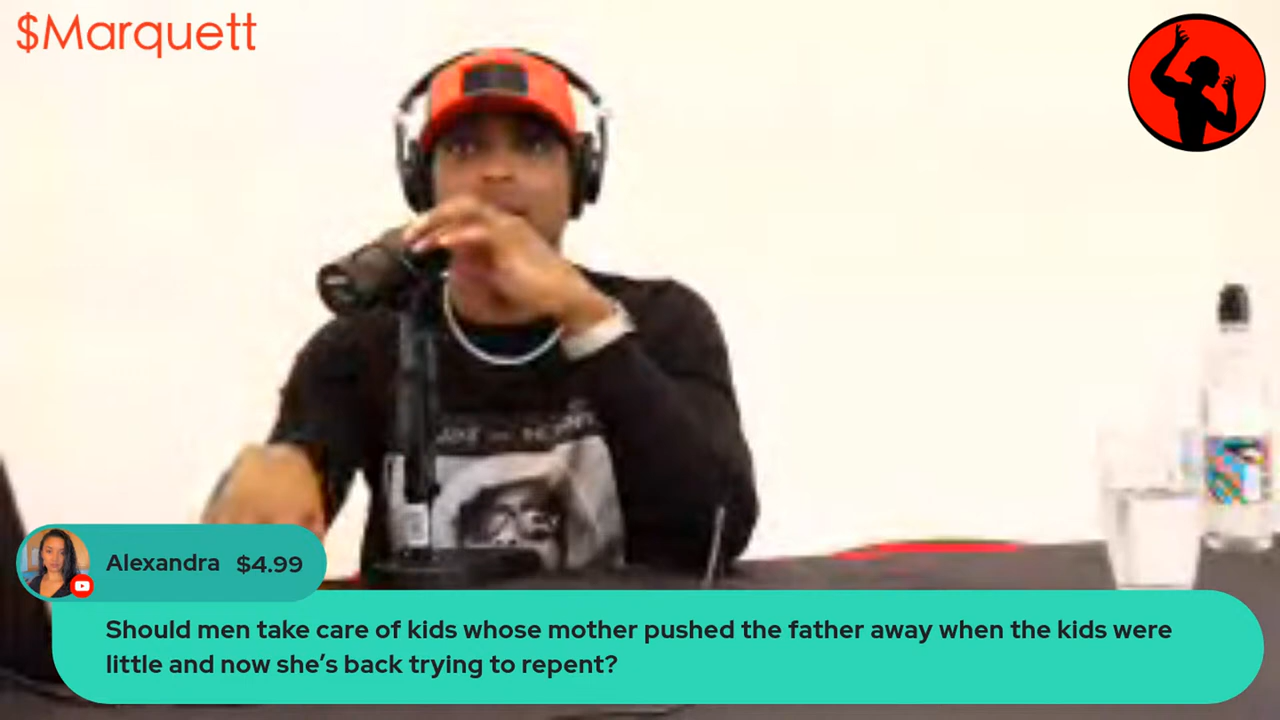 $Marquett
Alexandra $4.99
Should men take care of kids whose mother pushed the father away when the kids were
little and now she's back trying to repent?